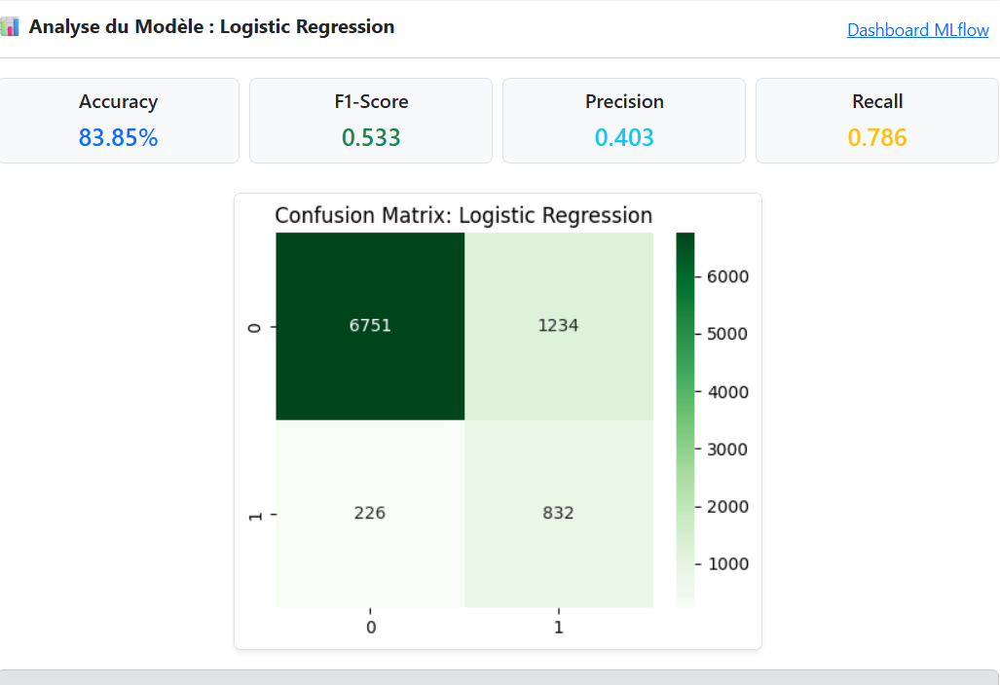 Analyse du Modèle : Logistic Regression
Dashboard MLflow
Accuracy
83.85%
F1-Score
0.533
Precision
0.403
Recall
0.786
Confusion Matrix: Logistic Regression
0
6751
1234
1
226
832
0
1
6000
5000
4000
3000
2000
1000